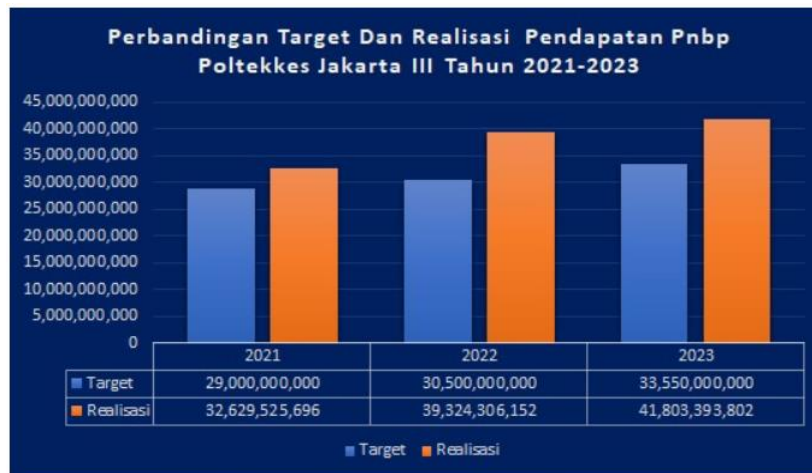 Perbandingan Target Dan Realisasi Pendapatan Pnbp
Poltekkes Jakarta III Tahun 2021-2023
45,000,000,000
40,000,000,000
35,000,000,000
30,000,000,000
25,000,000,000
20,000,000,000
15,000,000,000
10,000,000,000
5,000,000,000
0
2021 2022 2023
Target 29,000,000,000 30,500,000,000 33,550,000,000
Realisasi 32,629,525,696 39,324,306,152 41,803,393,802
Target Realisasi